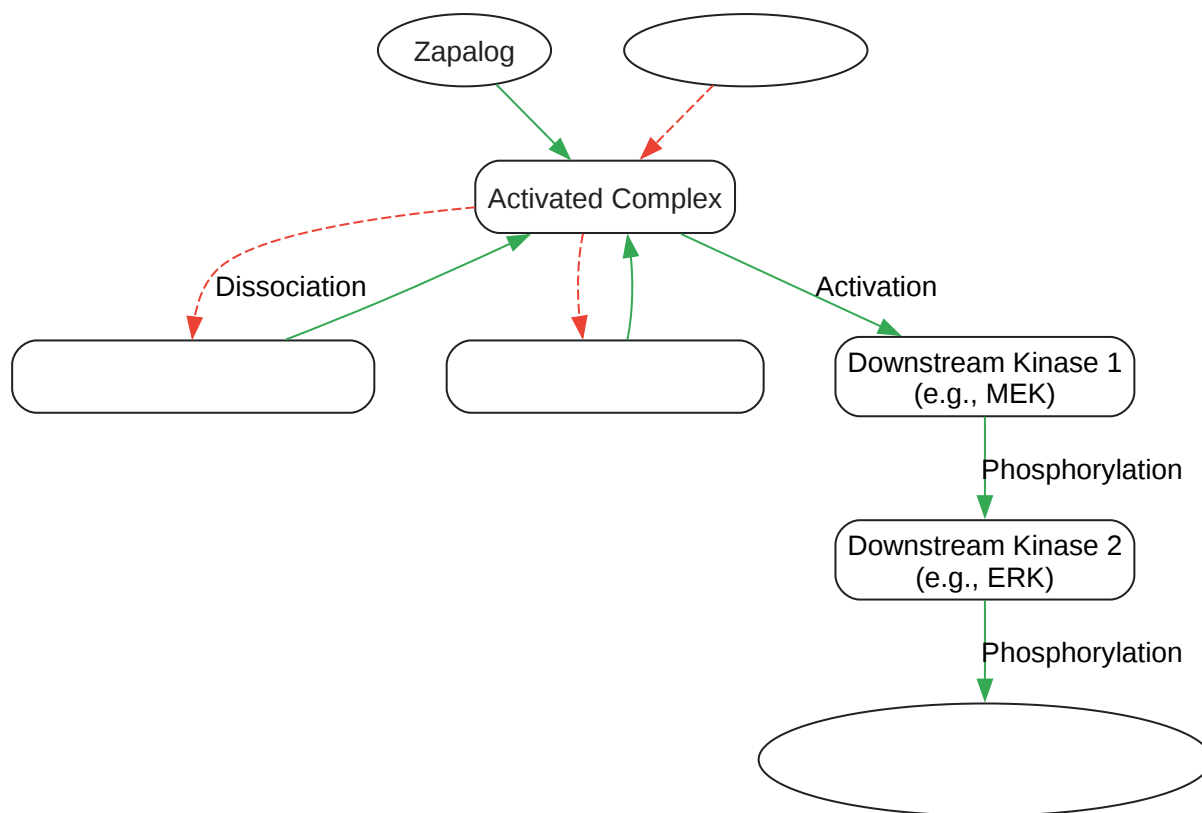 Zapalog
Activated Complex
Dissociation
Activation
Downstream Kinase 1
(e.g., MEK)
Phosphorylation
Downstream Kinase 2
(e.g., ERK)
Phosphorylation